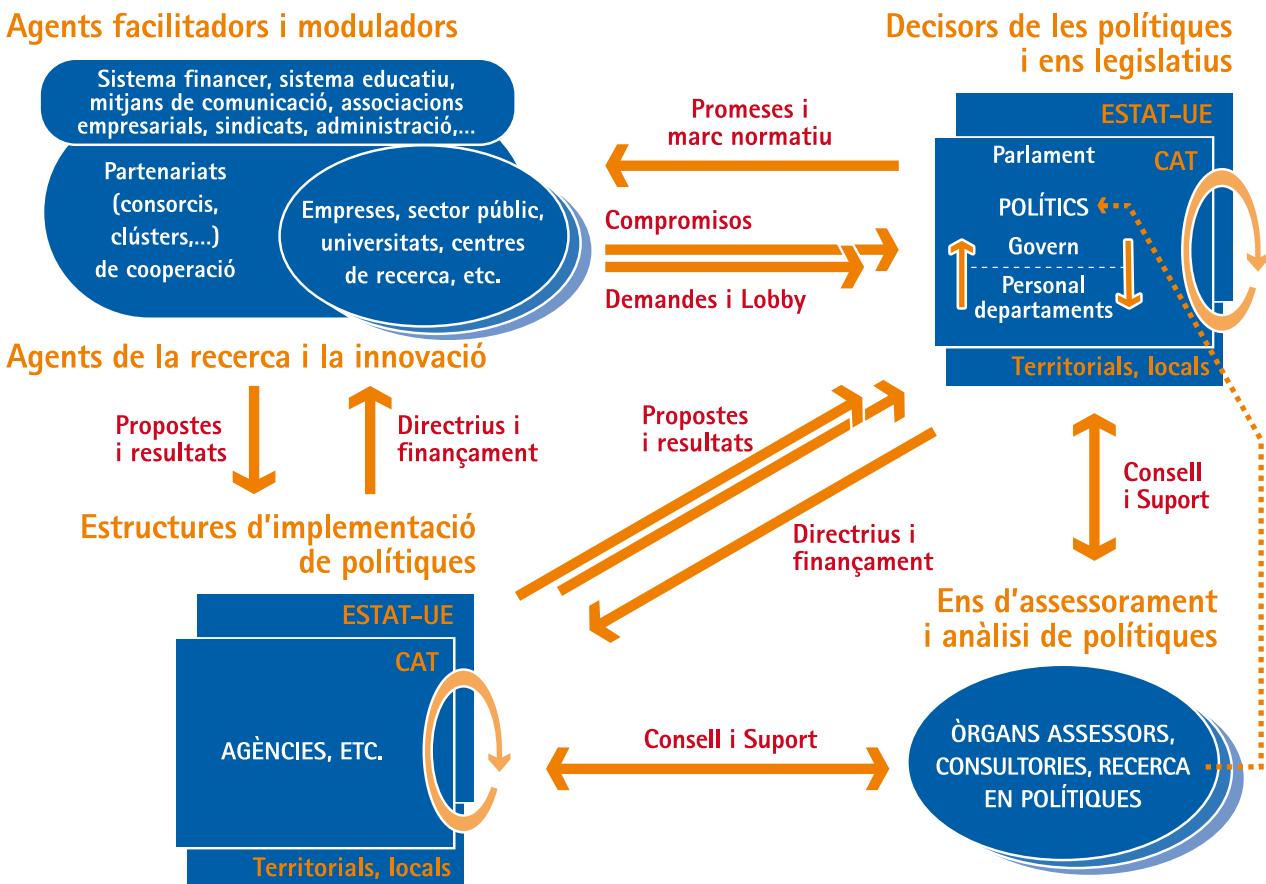 Agents facilitadors i moduladors
Sistema financer, sistema educatiu,
mitjans de comunicació, associacions
empresarials, sindicats, administració,...
Partenariats
(consorcis,
clústers,...)
de cooperació
Empreses, sector públic,
universitats, centres
de recerca, etc.
Agents de la recerca i la innovació
Promeses i
marc normatiu
Compromisos
Demandes i Lobby
Decisors de les polítiques
i ens legislatius
ESTAT–UE
CAT
Parlament
POLÍTICS
Govern
Personal
departaments
Territorials, locals
Propostes
i resultats
Directrius i
finançament
Propostes
i resultats
Directrius i
finançament
Consell
i Suport
Estructures d'implementació
de polítiques
ESTAT–UE
CAT
AGÈNCIES, ETC.
Territorials, locals
Consell i Suport
Ens d'assessorament
i anàlisi de polítiques
ÒRGANS ASSESSORS,
CONSULTORIES, RECERCA
EN POLÍTIQUES